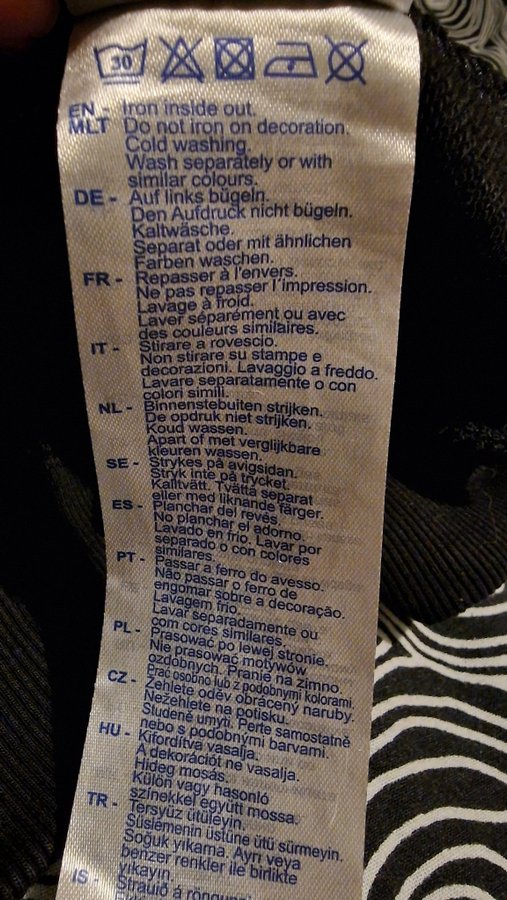 30
EN - Iron inside out.
MLT Do not iron on decoration.
Cold washing.
Wash separately or with
similar colours.
DE - Auf links bügeln.
Den Aufdruck nicht bügeln.
Kaltwäsche.
Separat oder mit ähnlichen
Farben waschen.
FR - Repasser à l'envers.
Ne pas repasser l'impression.
Lavage à froid.
Laver séparément ou avec
des couleurs similaires.
IT - Stirare a rovescio.
Non stirare su stampe e
decorazioni. Lavaggio a freddo.
Lavare separatamente o con
colori simili.
NL - Binnenstebuiten strijken.
De opdruk niet strijken.
Koud wassen.
Apart of met verglijkbare
kleuren wassen.
SE - Strykes på avigsidan.
Stryk inte på trycket.
Kalltvätt. Tvätta separat
eller med liknande färger.
ES - Planchar del revés.
No planchar el adorno.
Lavado en frio. Lavar por
separado o con colores
similares.
PT - Passar a ferro do avesso.
Não passar o ferro de
engomar sobre a decoração.
Lavagem frio.
Lavar separadamente ou
com cores similares.
PL - Prasować po lewej stronie.
Nie prasować motywów
ozdobnych. Pranie na zimno.
Prać osobno lub z podobnymi kolorami.
CZ - Žehlete oděv obrácený naruby.
Nežehlete na potisku.
Studené umytí. Perte samostatně
nebo s podobnými barvami.
HU - Kifordítva vasalja.
A dekorációt ne vasalja.
Hideg mosás.
Külön vagy hasonló
színekkel együtt mossa.
TR - Tersyüz ütüleyin.
Süslemenin üstüne ütü sürmeyin.
Soğuk yıkama. Ayrı veya
benzer renkler ile birlikte
yıkayın.
IS - Straujð á röngunni